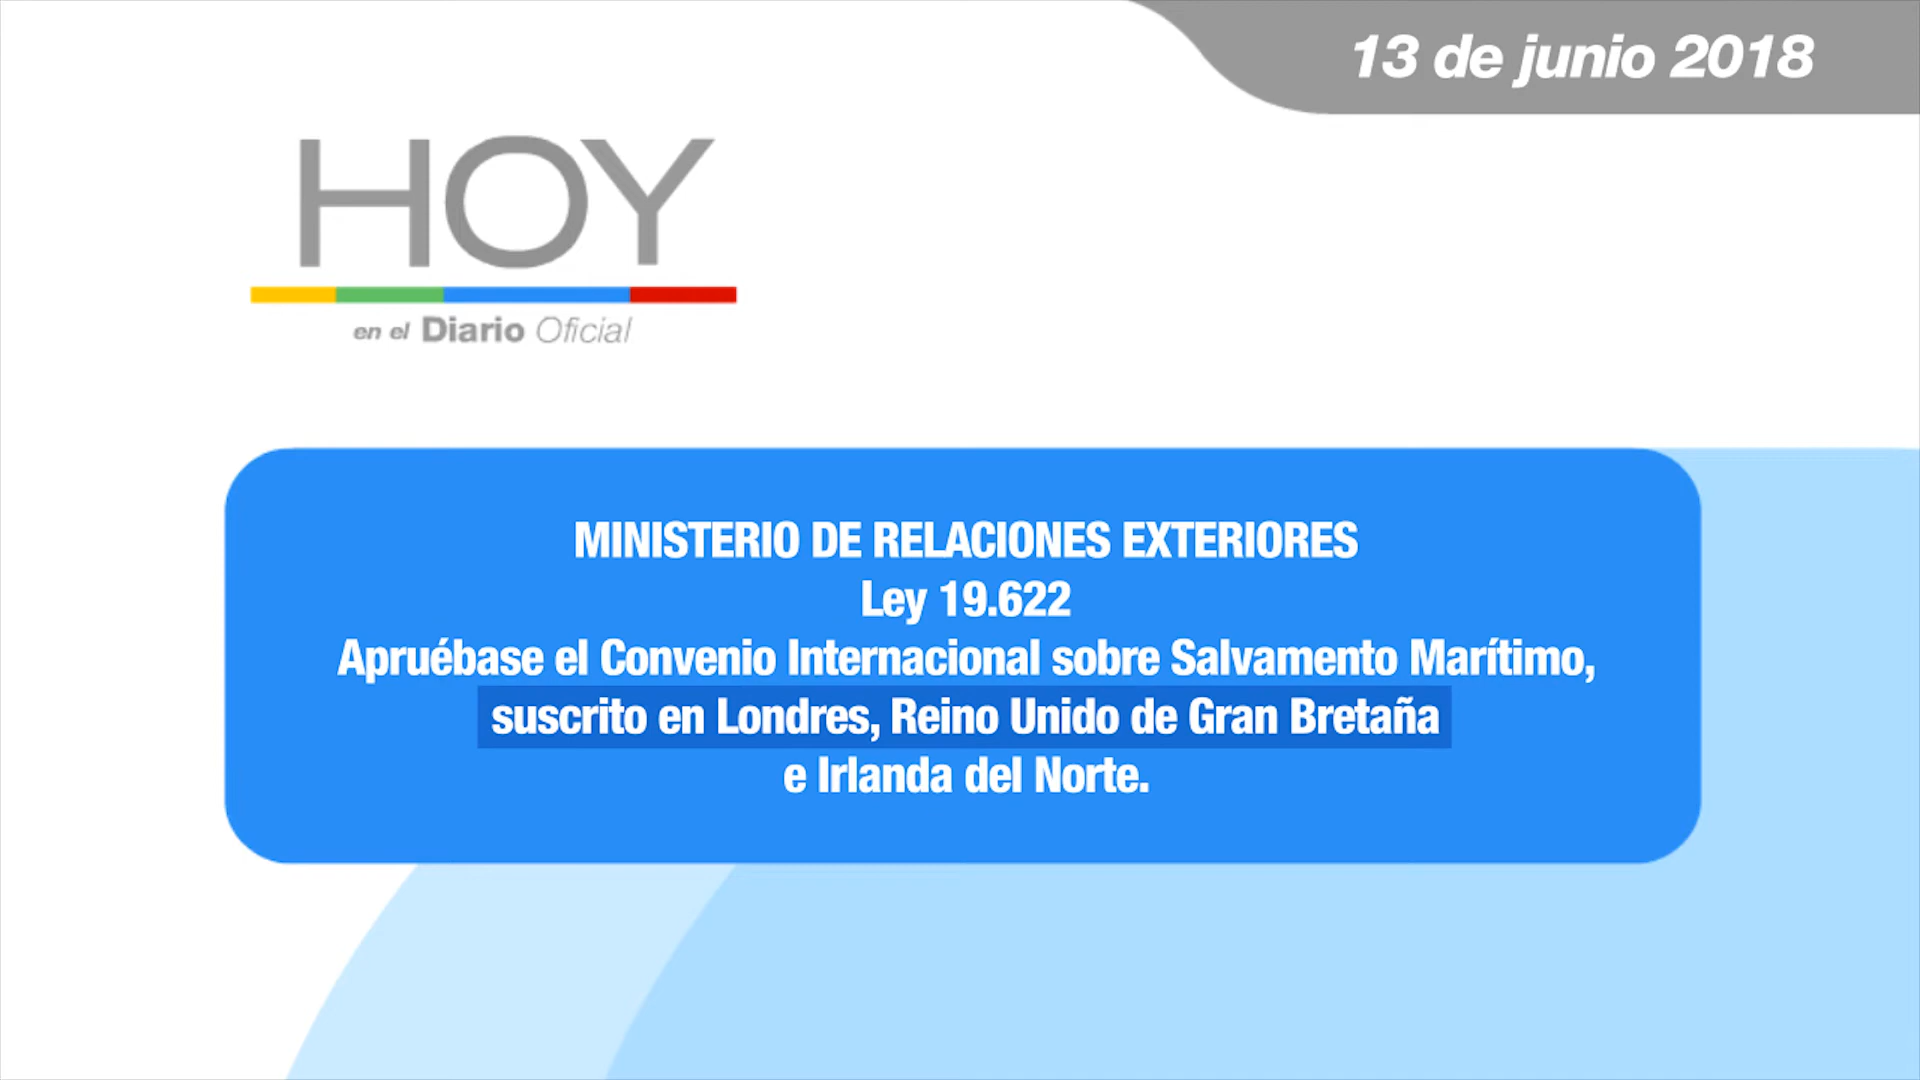 13 de junio 2018
HOY
en el Diario Oficial
MINISTERIO DE RELACIONES EXTERIORES
Ley 19.622
Apruébase el Convenio Internacional sobre Salvamento Marítimo,
suscrito en Londres, Reino Unido de Gran Bretaña
e Irlanda del Norte.